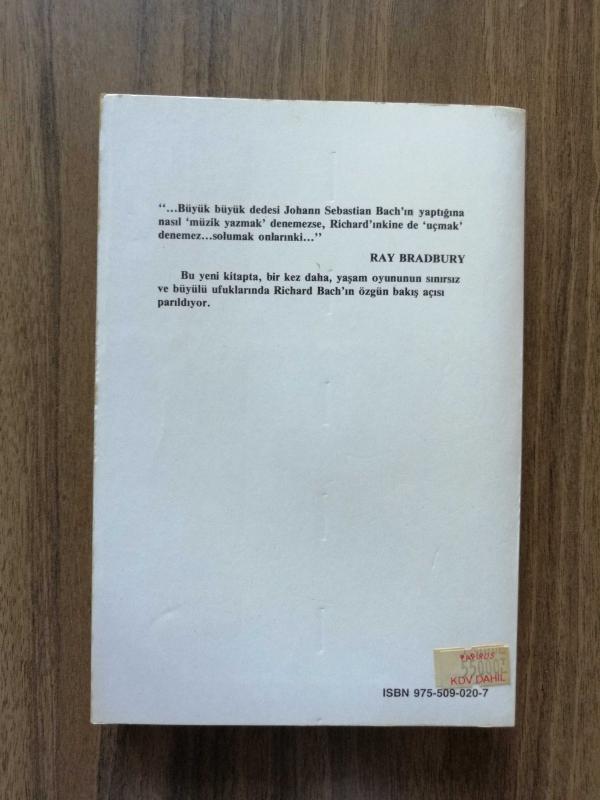 “...Büyük büyük dedesi Johann Sebastian Bach’ın yaptığına
nasıl ‘müzik yazmak’ denemezse, Richard’ınkine de ‘uçmak’
denemez...solumak onlarınki...”
RAY BRADBURY
Bu yeni kitapta, bir kez daha, yaşam oyununun sınırsız
ve büyülü ufuklarında Richard Bach’ın özgün bakış açısı
parıldıyor.
PAPIRUS
KDV DAHİL
ISBN 975-509-020-7